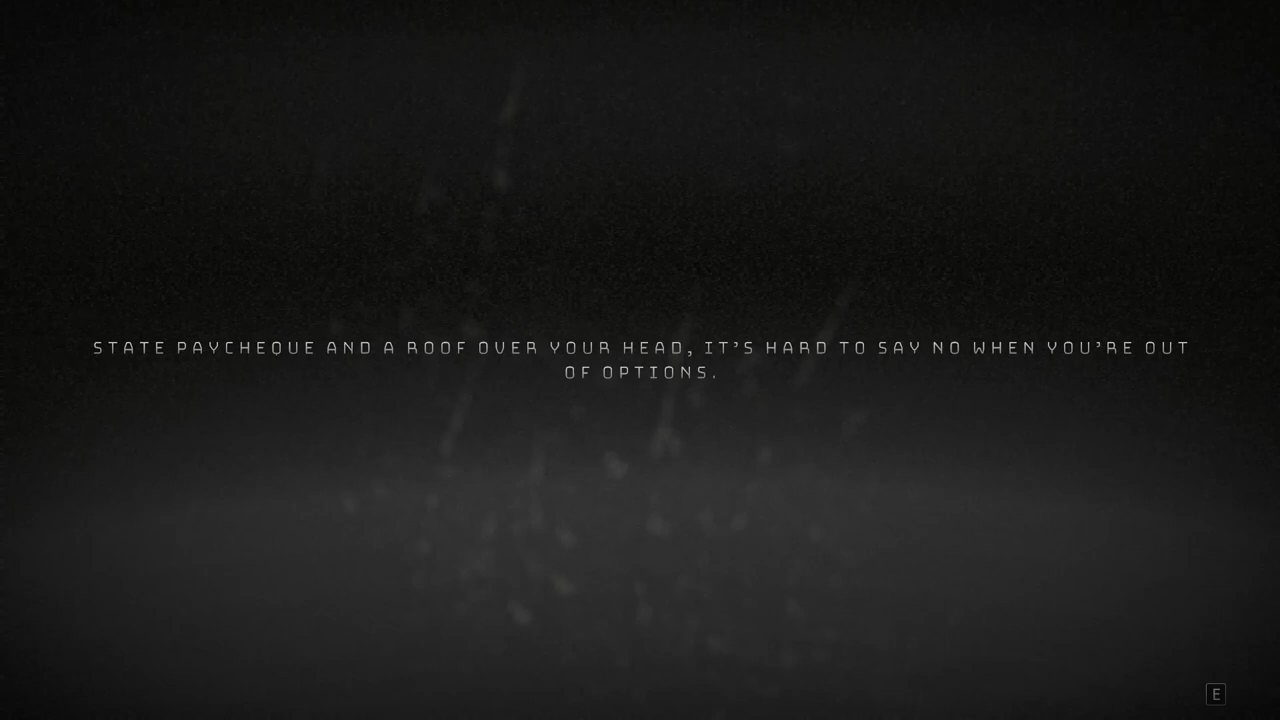 STATE PAYCHEQUE AND A ROOF OVER YOUR HEAD, IT'S HARD TO SAY NO WHEN YOU'RE OUT
OF OPTIONS.
E